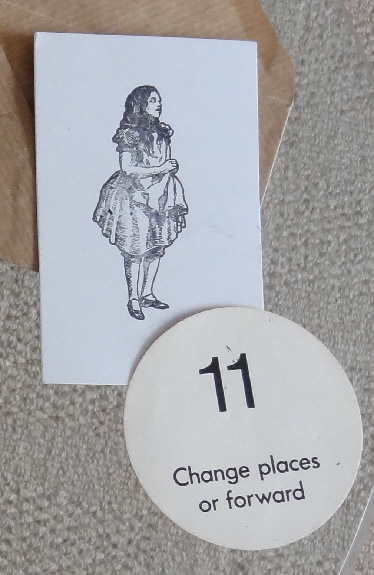 11
Change places
or forward